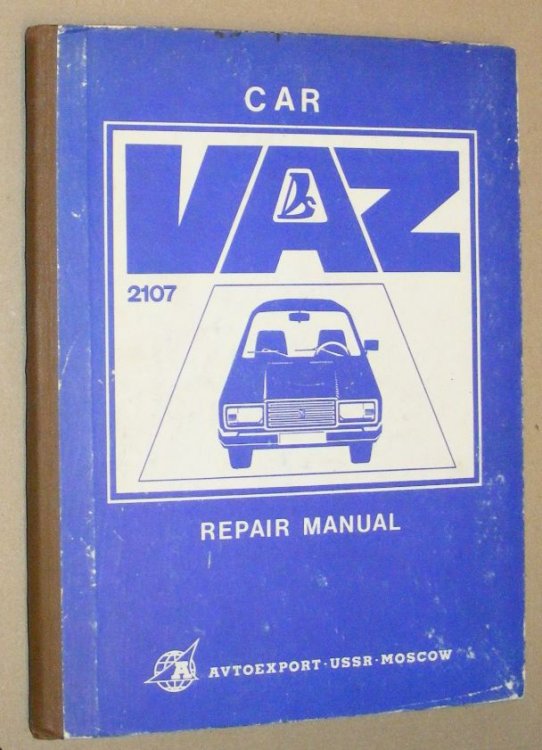 CAR
VAZ
2107
REPAIR MANUAL
A AVTOEXPORT·USSR·MOSCOW